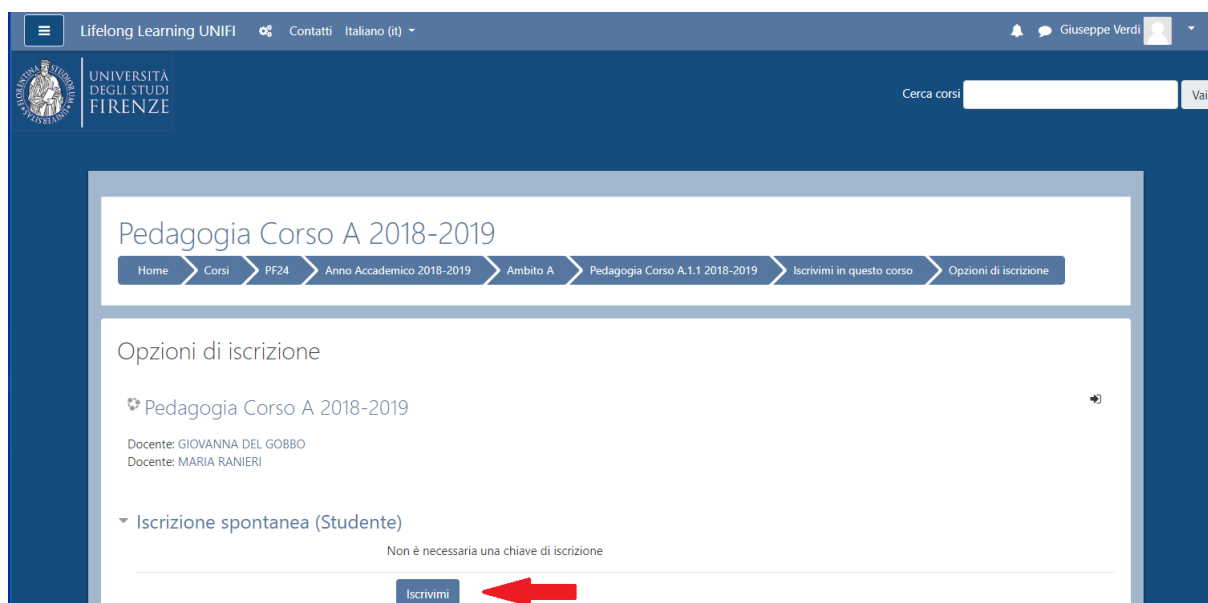 Lifelong Learning UNIFI Contatti Italiano (it) Giuseppe Verdi
UNIVERSITÀ
DEGLI STUDI
FIRENZE
Cerca corsi Vai
Pedagogia Corso A 2018-2019
Home Corsi PF24 Anno Accademico 2018-2019 Ambito A Pedagogia Corso A.1.1 2018-2019 Iscrivimi in questo corso Opzioni di iscrizione
Opzioni di iscrizione
Pedagogia Corso A 2018-2019
Docente: GIOVANNA DEL GOBBO
Docente: MARIA RANIERI
Iscrizione spontanea (Studente)
Non è necessaria una chiave di iscrizione
Iscrivimi